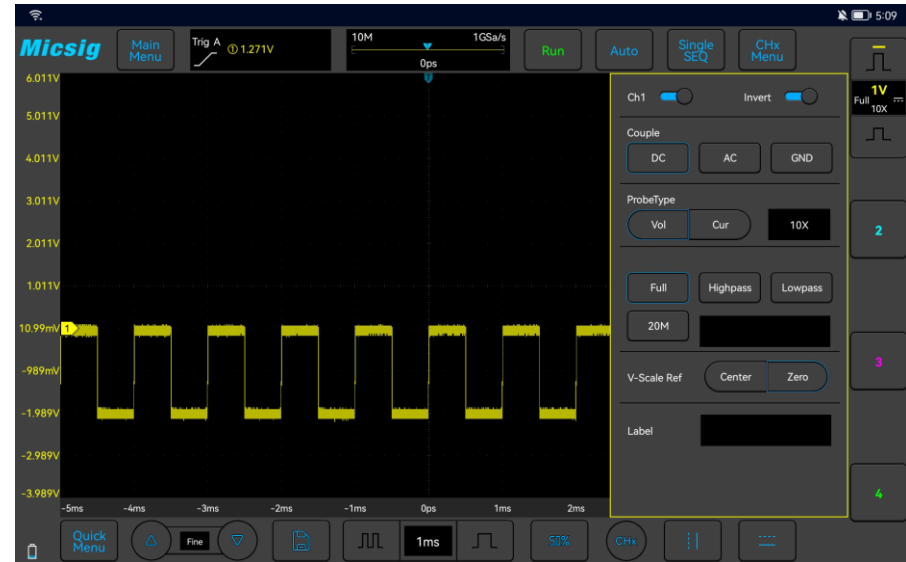 5:09
Micsig
Main Menu
Trig A ① 1.271V
10M 1GSa/s
0ps
Run
Auto
Single SEQ
CHx Menu
6.011V
5.011V
4.011V
3.011V
2.011V
1.011V
10.99mV
1
-989mV
-1.989V
-2.989V
-3.989V
-5ms -4ms -3ms -2ms -1ms 0ps 1ms 2ms
Ch1 Invert
Couple
DC AC GND
ProbeType
Vol Cur 10X
Full Highpass Lowpass
20M
V-Scale Ref Center Zero
Label
1V
Full
10X
2
3
4
Quick Menu
Fine
1ms
50%
CHx